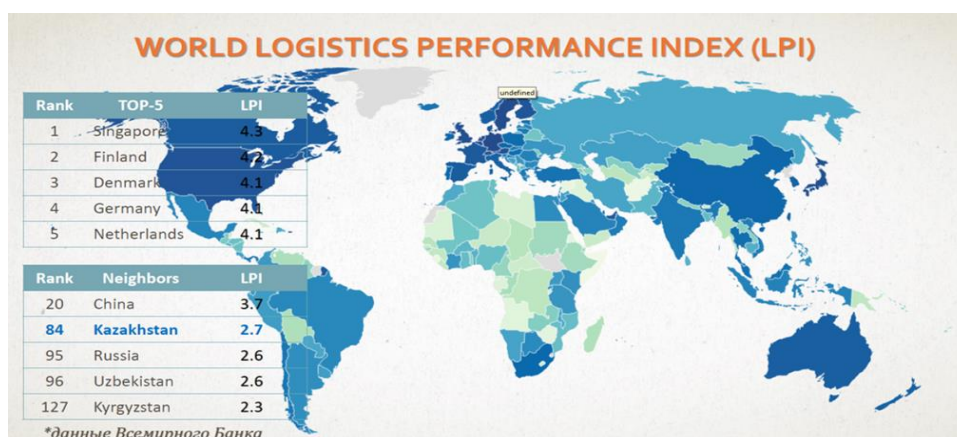 WORLD LOGISTICS PERFORMANCE INDEX (LPI)
undefined
Rank TOP-5 LPI
1 Singapore 4.3
2 Finland 4.2
3 Denmark 4.1
4 Germany 4.1
5 Netherlands 4.1
Rank Neighbors LPI
20 China 3.7
84 Kazakhstan 2.7
95 Russia 2.6
96 Uzbekistan 2.6
127 Kyrgyzstan 2.3
*данные Всемирного Банка